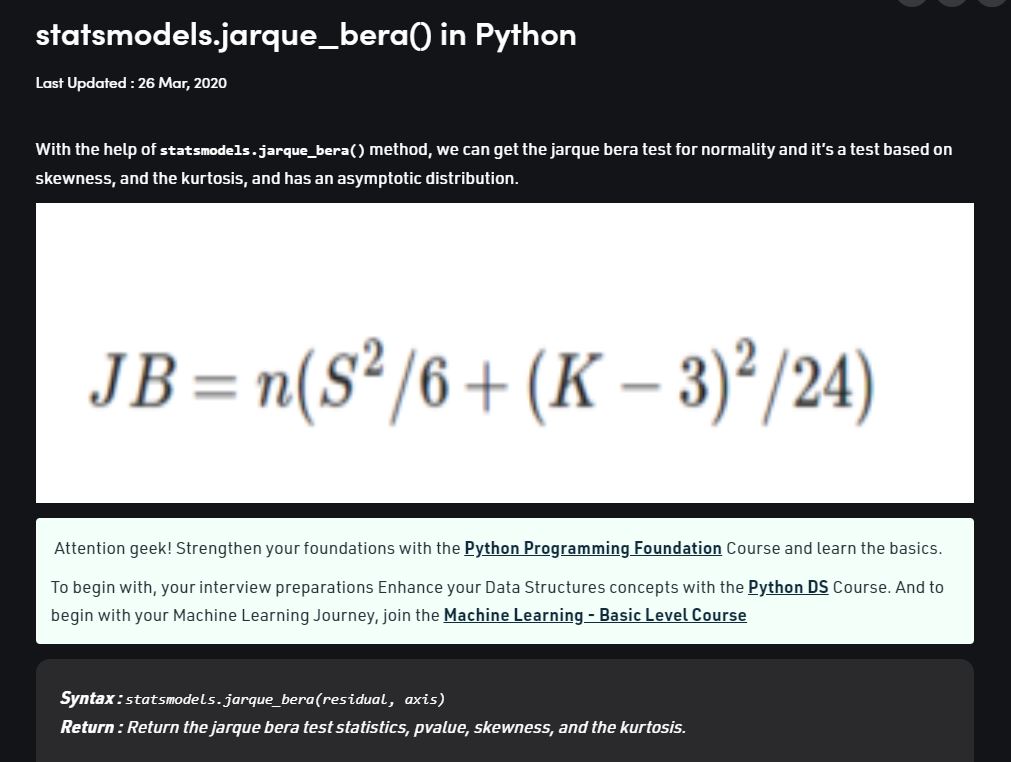 statsmodels.jarque_bera() in Python
Last Updated : 26 Mar, 2020
With the help of statsmodels.jarque_bera() method, we can get the jarque bera test for normality and it's a test based on
skewness, and the kurtosis, and has an asymptotic distribution.
JB = n(S²/6 + (K − 3)²/24)
Attention geek! Strengthen your foundations with the Python Programming Foundation Course and learn the basics.
To begin with, your interview preparations Enhance your Data Structures concepts with the Python DS Course. And to
begin with your Machine Learning Journey, join the Machine Learning - Basic Level Course
Syntax : statsmodels.jarque_bera(residual, axis)
Return : Return the jarque bera test statistics, pvalue, skewness, and the kurtosis.